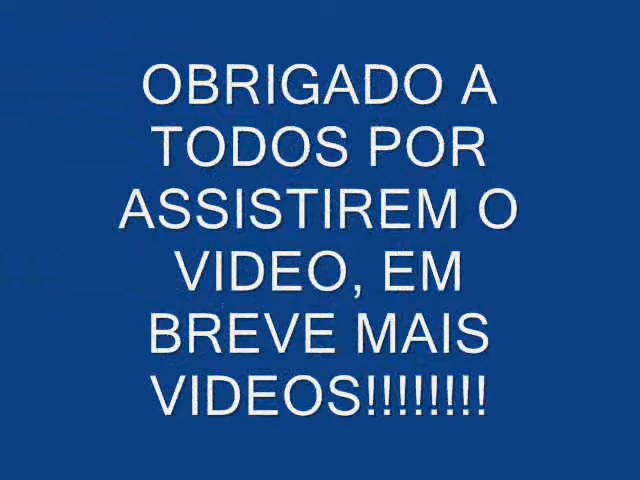 OBRIGADO A
TODOS POR
ASSISTIREM O
VIDEO, EM
BREVE MAIS
VIDEOS!!!!!!!!